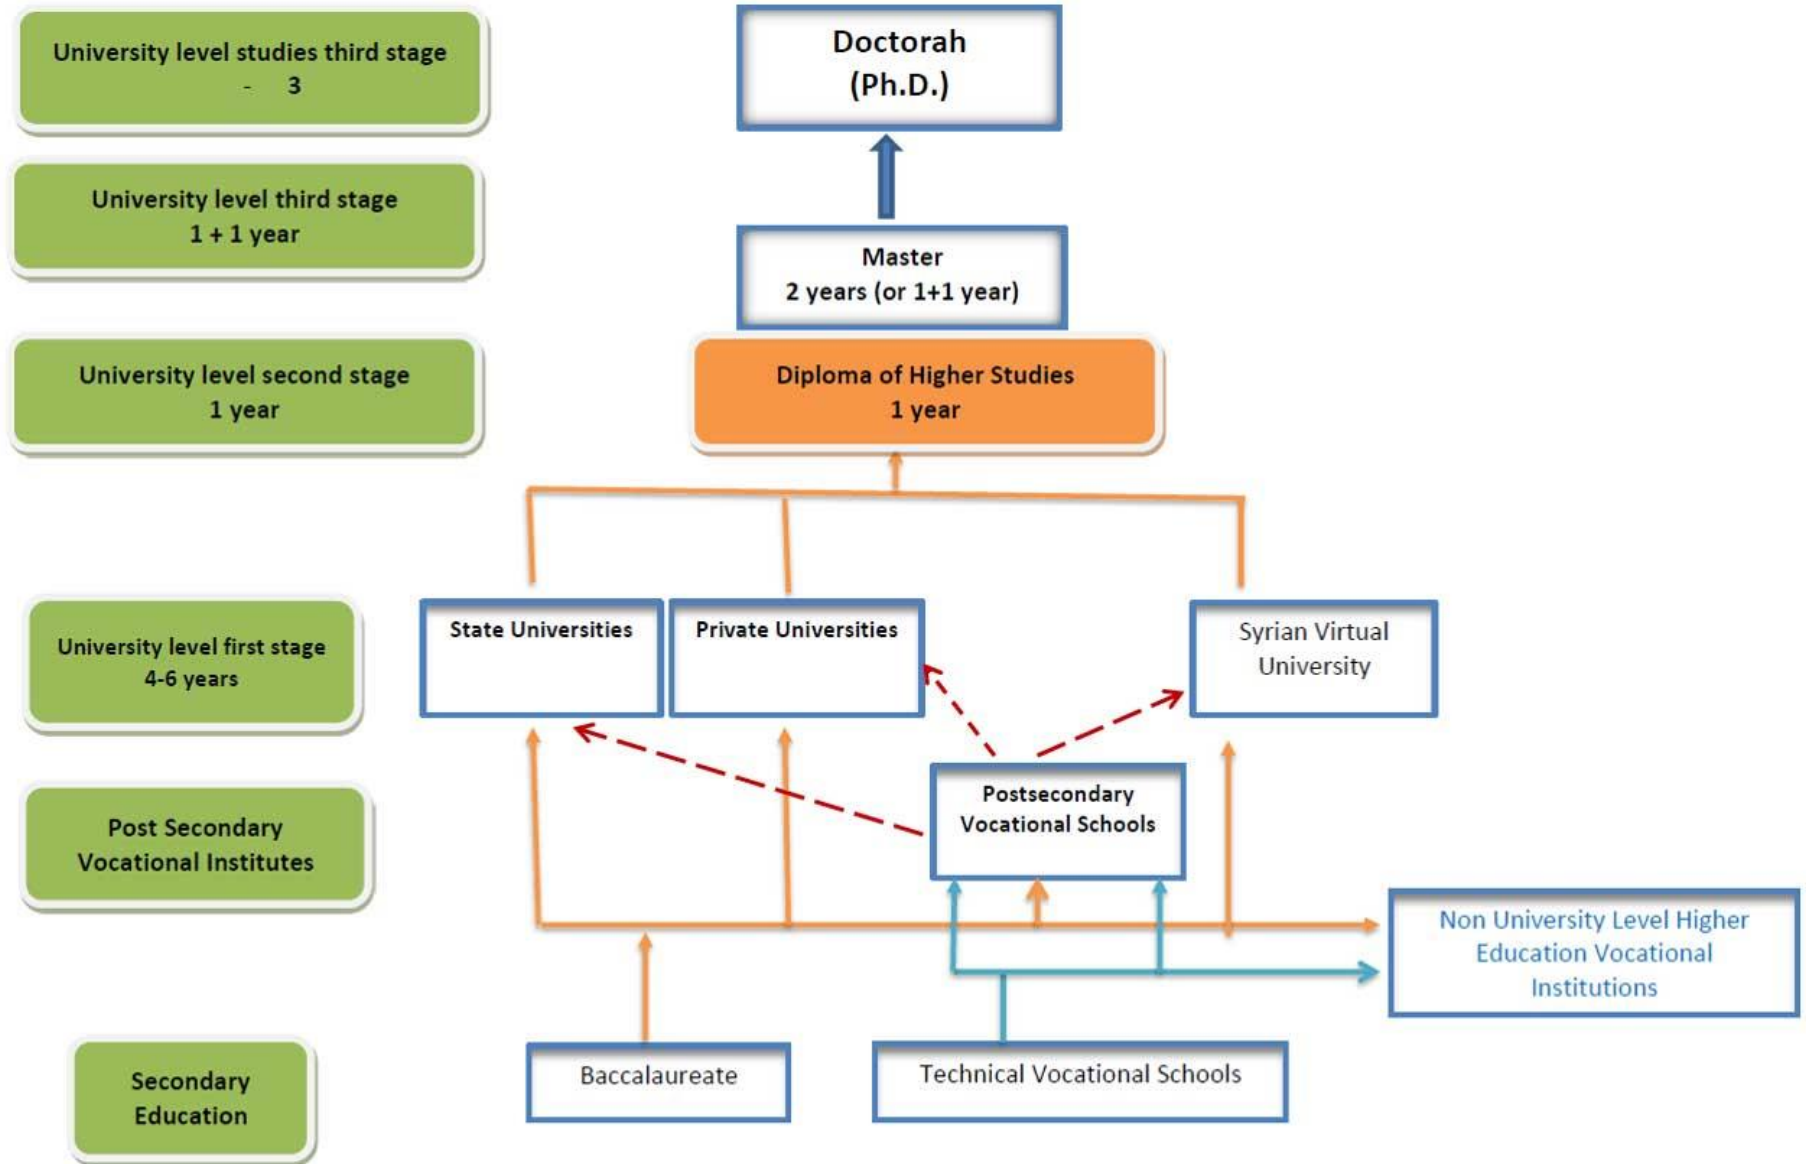 University level studies third stage
- 3
Doctorah
(Ph.D.)
University level third stage
1 + 1 year
Master
2 years (or 1+1 year)
University level second stage
1 year
Diploma of Higher Studies
1 year
University level first stage
4-6 years
State Universities
Private Universities
Syrian Virtual
University
Post Secondary
Vocational Institutes
Postsecondary
Vocational Schools
Non University Level Higher
Education Vocational
Institutions
Secondary
Education
Baccalaureate
Technical Vocational Schools